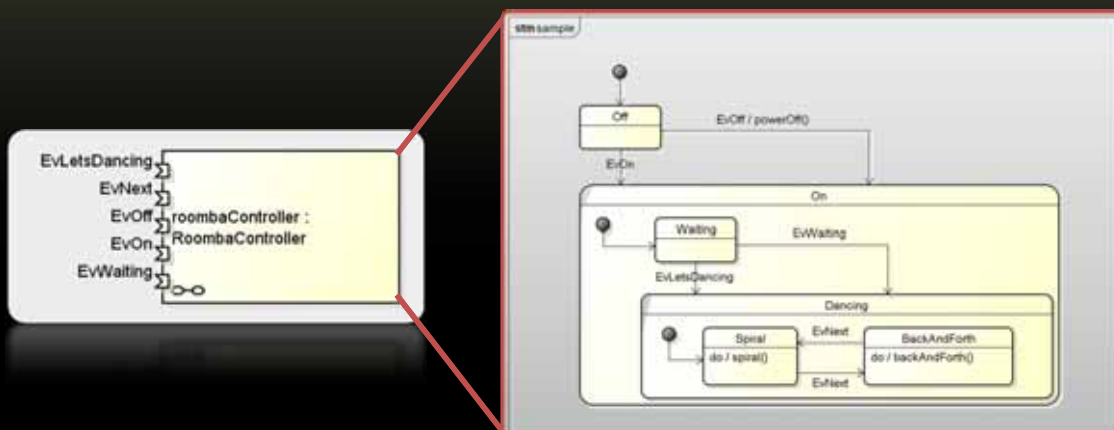 EvLetsDancing
EvNext
EvOff
EvOn
EvWaiting
roombaController :
RoombaController
stm sample
Off
EvOff / powerOff()
EvOn
On
Waiting
EvWaiting
EvLetsDancing
Dancing
Spiral
do / spiral()
EvNext
EvNext
BackAndForth
do / backAndForth()